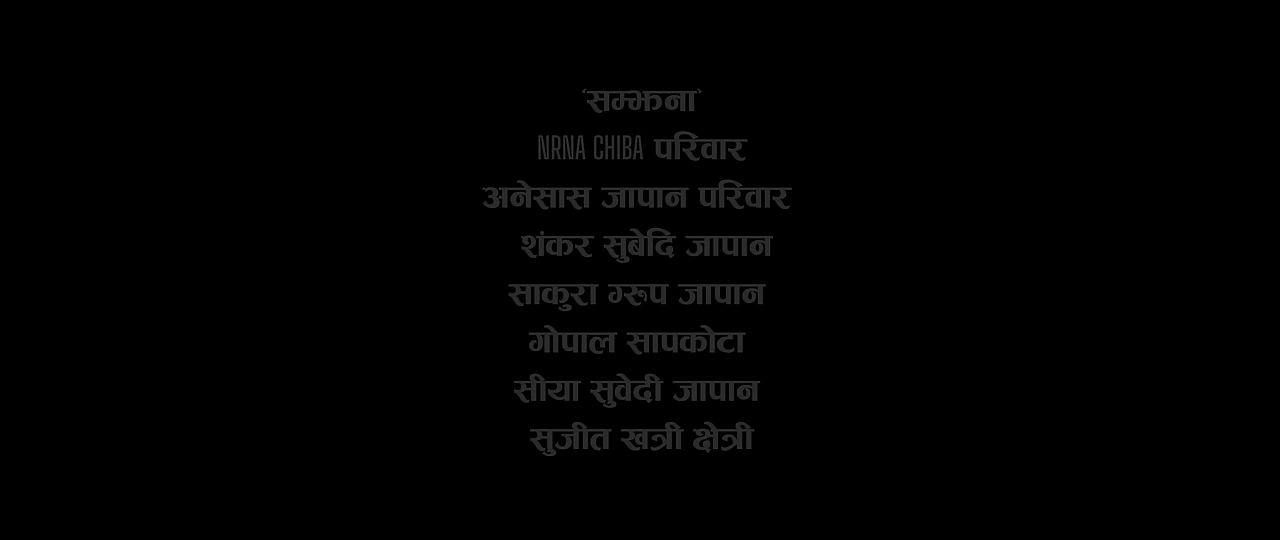 ‘सम्झना’
NRNA CHIBA परिवार
अनेसास जापान परिवार
शंकर सुबेदि जापान
साकुरा ग्रुप जापान
गोपाल सापकोटा
सीया सुवेदी जापान
सुजीत खत्री क्षेत्री